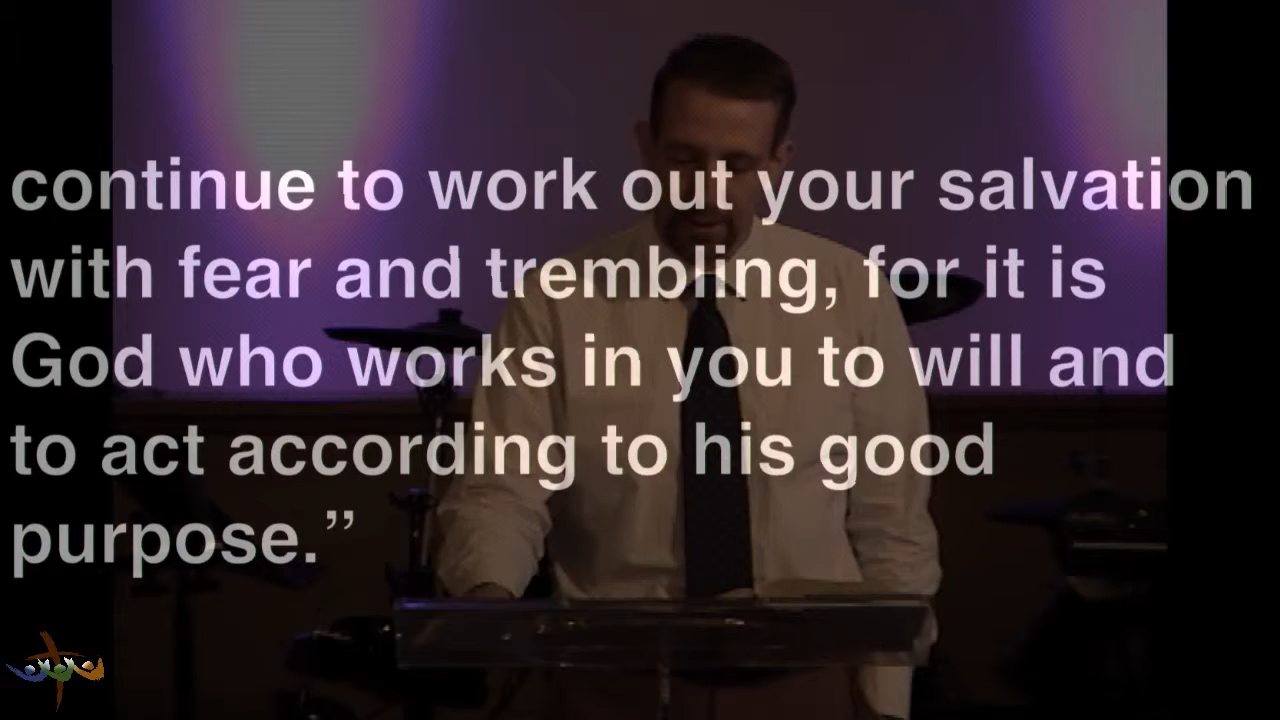 continue to work out your salvation
with fear and trembling, for it is
God who works in you to will and
to act according to his good
purpose.”